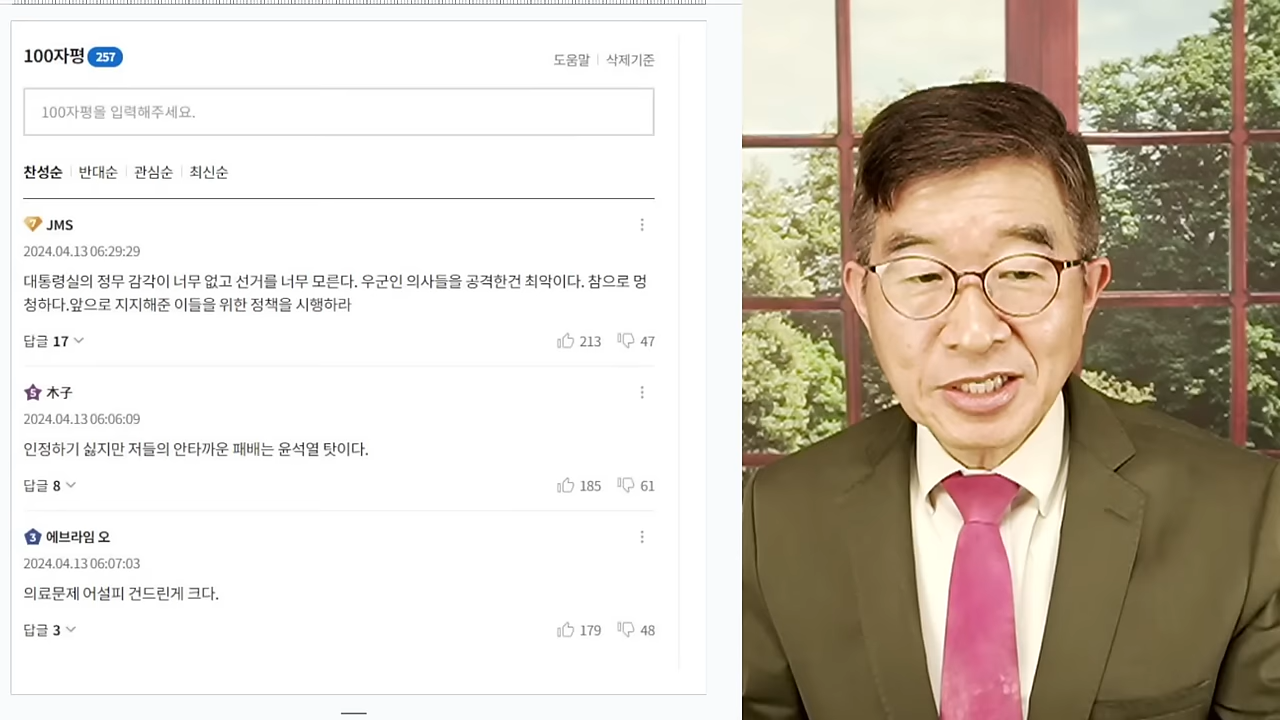 100자평 257
도움말 | 삭제기준
100자평을 입력해주세요.
찬성순 | 반대순 | 관심순 | 최신순
7 JMS
2024.04.13 06:29:29
대통령실의 정무 감각이 너무 없고 선거를 너무 모른다. 우군인 의사들을 공격한건 최악이다. 참으로 멍
청하다.앞으로 지지해준 이들을 위한 정책을 시행하라
답글 17
213 47
5 木子
2024.04.13 06:06:09
인정하기 싫지만 저들의 안타까운 패배는 윤석열 탓이다.
답글 8
185 61
3 에브라임 오
2024.04.13 06:07:03
의료문제 어설피 건드린게 크다.
답글 3
179 48